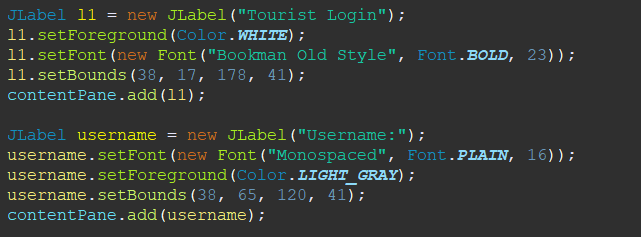 JLabel l1 = new JLabel("Tourist Login");
l1.setForeground(Color.WHITE);
l1.setFont(new Font("Bookman Old Style", Font.BOLD, 23));
l1.setBounds(38, 17, 178, 41);
contentPane.add(l1);
JLabel username = new JLabel("Username:");
username.setFont(new Font("Monospaced", Font.PLAIN, 16));
username.setForeground(Color.LIGHT_GRAY);
username.setBounds(38, 65, 120, 41);
contentPane.add(username);